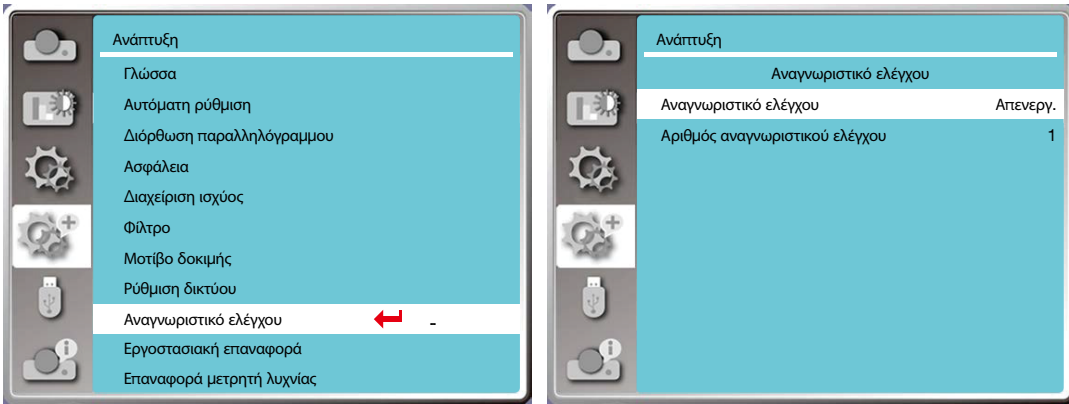 Ανάπτυξη
Γλώσσα
Αυτόματη ρύθμιση
Διόρθωση παραλληλόγραμμου
Ασφάλεια
Διαχείριση ισχύος
Φίλτρο
Μοτίβο δοκιμής
Ρύθμιση δικτύου
Αναγνωριστικό ελέγχου -
Εργοστασιακή επαναφορά
Επαναφορά μετρητή λυχνίας
Ανάπτυξη
Αναγνωριστικό ελέγχου
Αναγνωριστικό ελέγχου Απενεργ.
Αριθμός αναγνωριστικού ελέγχου 1